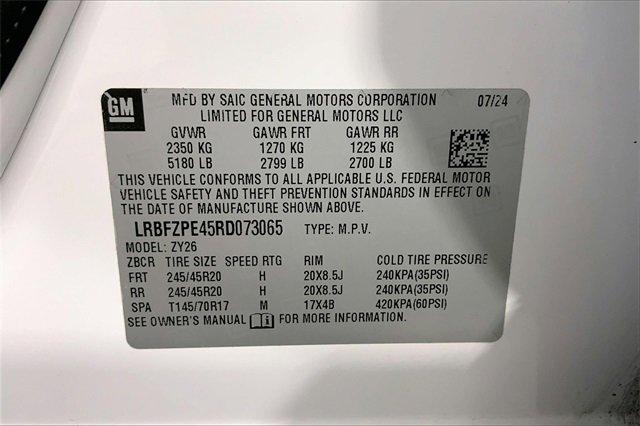 GM
MFD BY SAIC GENERAL MOTORS CORPORATION 07/24
LIMITED FOR GENERAL MOTORS LLC
GVWR GAWR FRT GAWR RR
2350 KG 1270 KG 1225 KG
5180 LB 2799 LB 2700 LB
THIS VEHICLE CONFORMS TO ALL APPLICABLE U.S. FEDERAL MOTOR
VEHICLE SAFETY AND THEFT PREVENTION STANDARDS IN EFFECT ON
THE DATE OF MANUFACTURE SHOWN ABOVE.
LRBFZPE45RD073065 TYPE: M.P.V.
MODEL: ZY26
ZBCR TIRE SIZE SPEED RTG RIM COLD TIRE PRESSURE
FRT 245/45R20 H 20X8.5J 240KPA(35PSI)
RR 245/45R20 H 20X8.5J 240KPA(35PSI)
SPA T145/70R17 M 17X4B 420KPA(60PSI)
SEE OWNER'S MANUAL i FOR MORE INFORMATION.